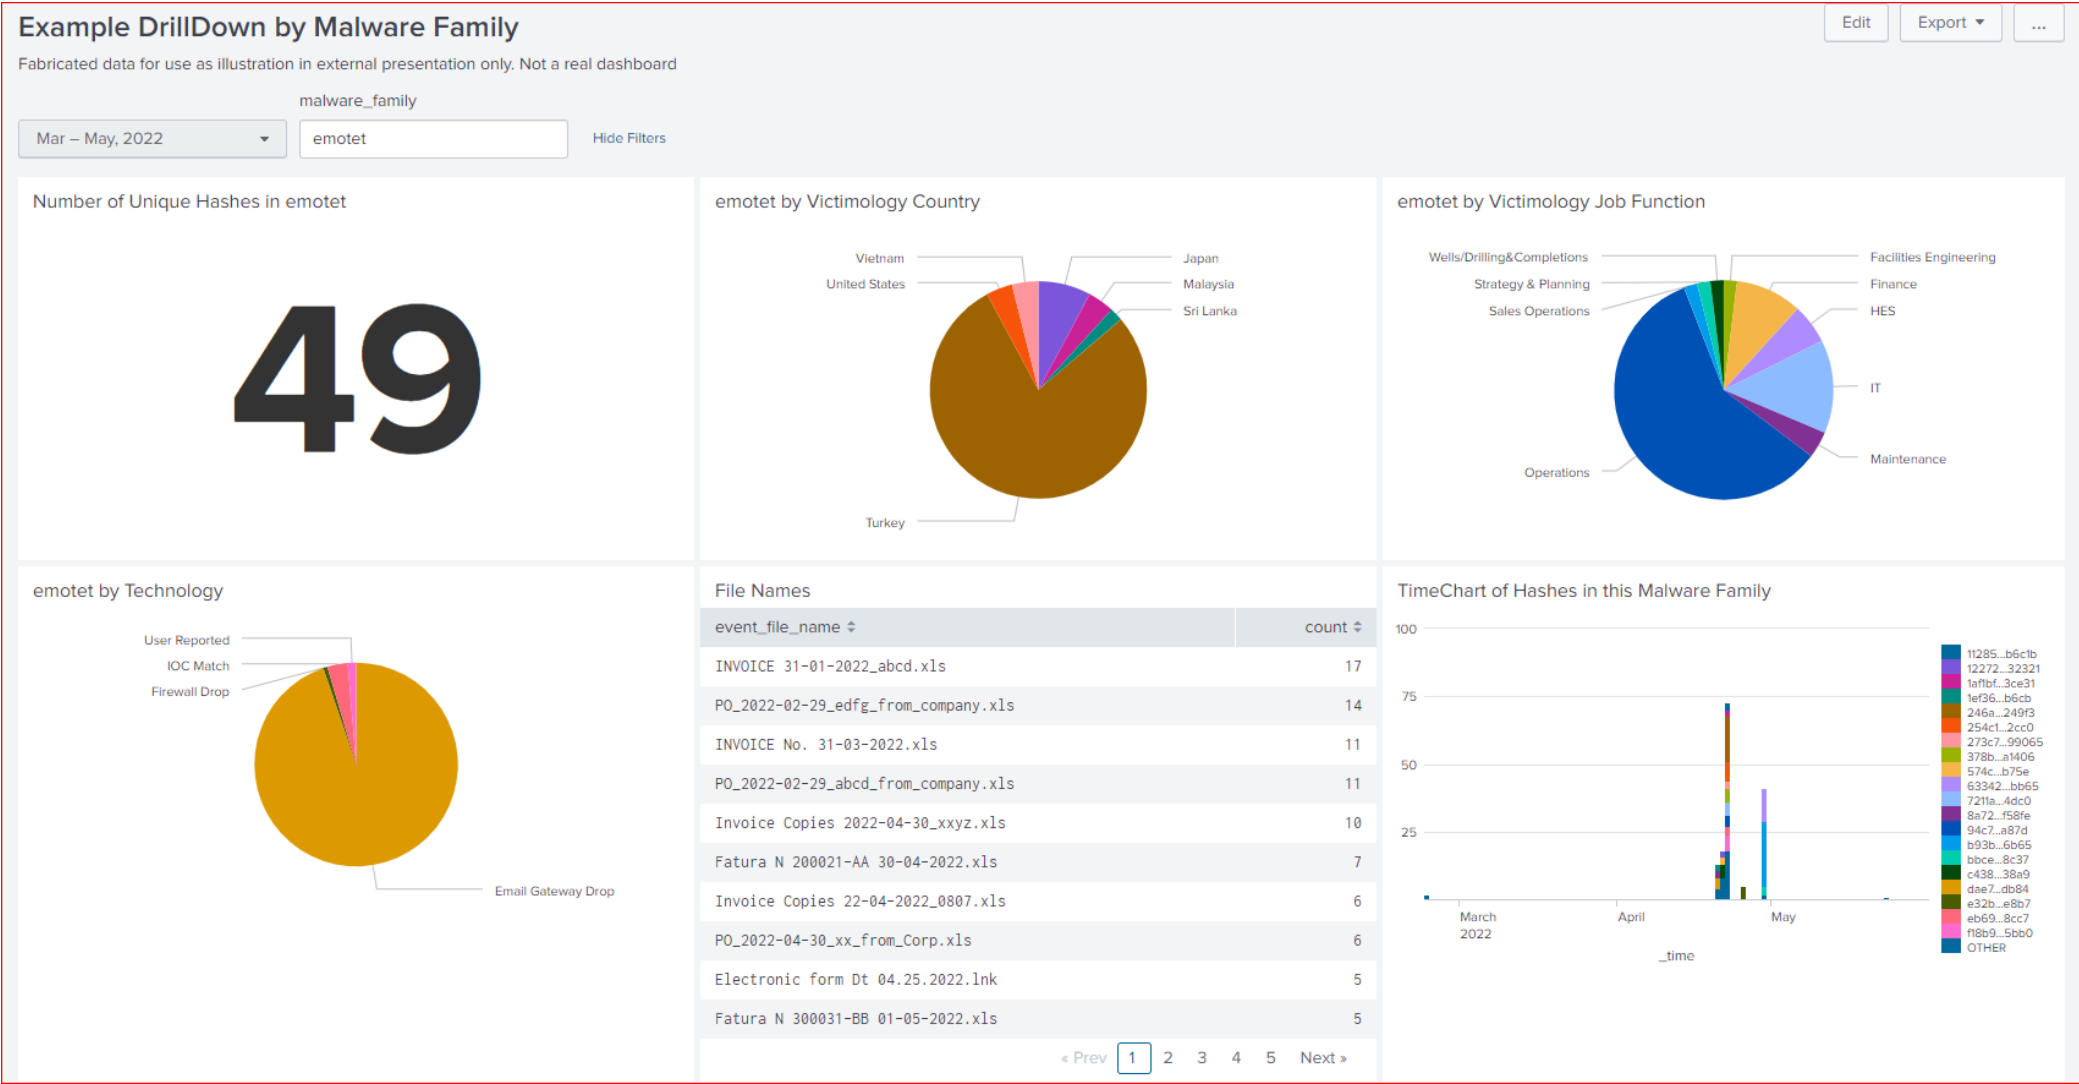 Example DrillDown by Malware Family
Edit
Export
...
Fabricated data for use as illustration in external presentation only. Not a real dashboard
malware_family
Mar – May, 2022
emotet
Hide Filters
Number of Unique Hashes in emotet
49
emotet by Victimology Country
Vietnam
United States
Japan
Malaysia
Sri Lanka
Turkey
emotet by Victimology Job Function
Wells/Drilling&Completions
Strategy & Planning
Sales Operations
Facilities Engineering
Finance
HES
IT
Maintenance
Operations
emotet by Technology
User Reported
IOC Match
Firewall Drop
Email Gateway Drop
File Names
event_file_name count
INVOICE 31-01-2022_abcd.xls 17
PO_2022-02-29_edfg_from_company.xls 14
INVOICE No. 31-03-2022.xls 11
PO_2022-02-29_abcd_from_company.xls 11
Invoice Copies 2022-04-30_xxyz.xls 10
Fatura N 200021-AA 30-04-2022.xls 7
Invoice Copies 22-04-2022_0807.xls 6
PO_2022-04-30_xx_from_Corp.xls 6
Electronic form Dt 04.25.2022.lnk 5
Fatura N 300031-BB 01-05-2022.xls 5
« Prev 1 2 3 4 5 Next »
TimeChart of Hashes in this Malware Family
100
75
50
25
March
2022
April
May
_time
11285...b6c1b
12272...32321
1af1bf...3ce31
1ef36...b6cb
246a...249f3
254c1...2cc0
273c7...99065
378b...a1406
574c...b75e
63342...bb65
7211a...4dc0
8a72...f58fe
94c7...a87d
b93b...6b65
bbce...8c37
c438...38a9
dae7...db84
e32b...e8b7
eb69...8cc7
f18b9...5bb0
OTHER